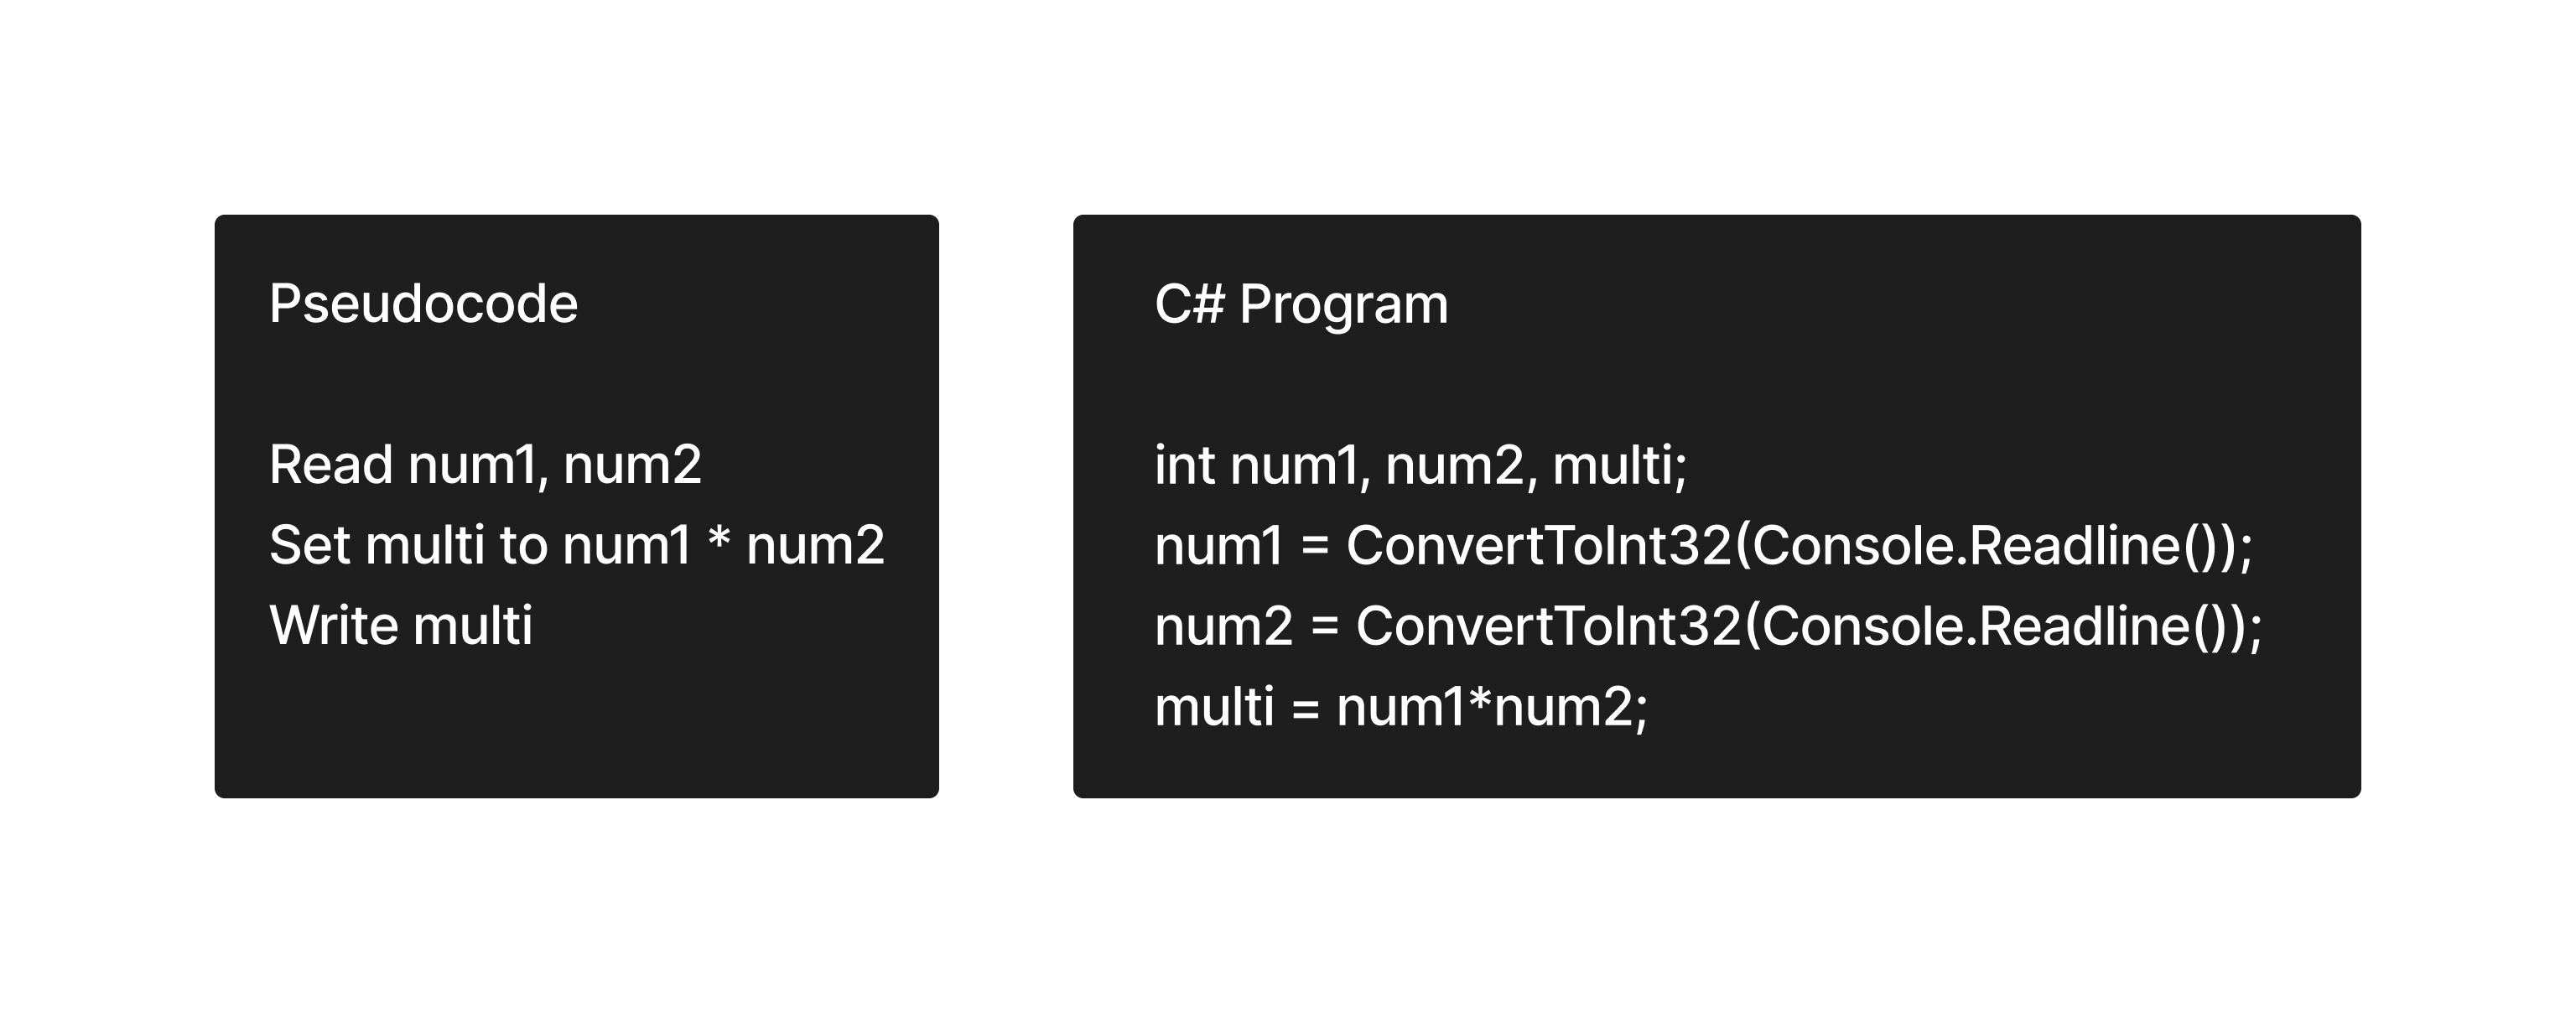 Pseudocode
Read num1, num2
Set multi to num1 * num2
Write multi
C# Program
int num1, num2, multi;
num1 = ConvertToInt32(Console.Readline());
num2 = ConvertToInt32(Console.Readline());
multi = num1*num2;